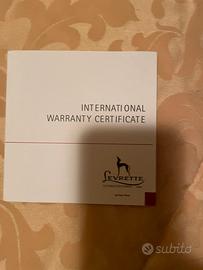 INTERNATIONAL
WARRANTY CERTIFICATE
LEVRETTE
subito